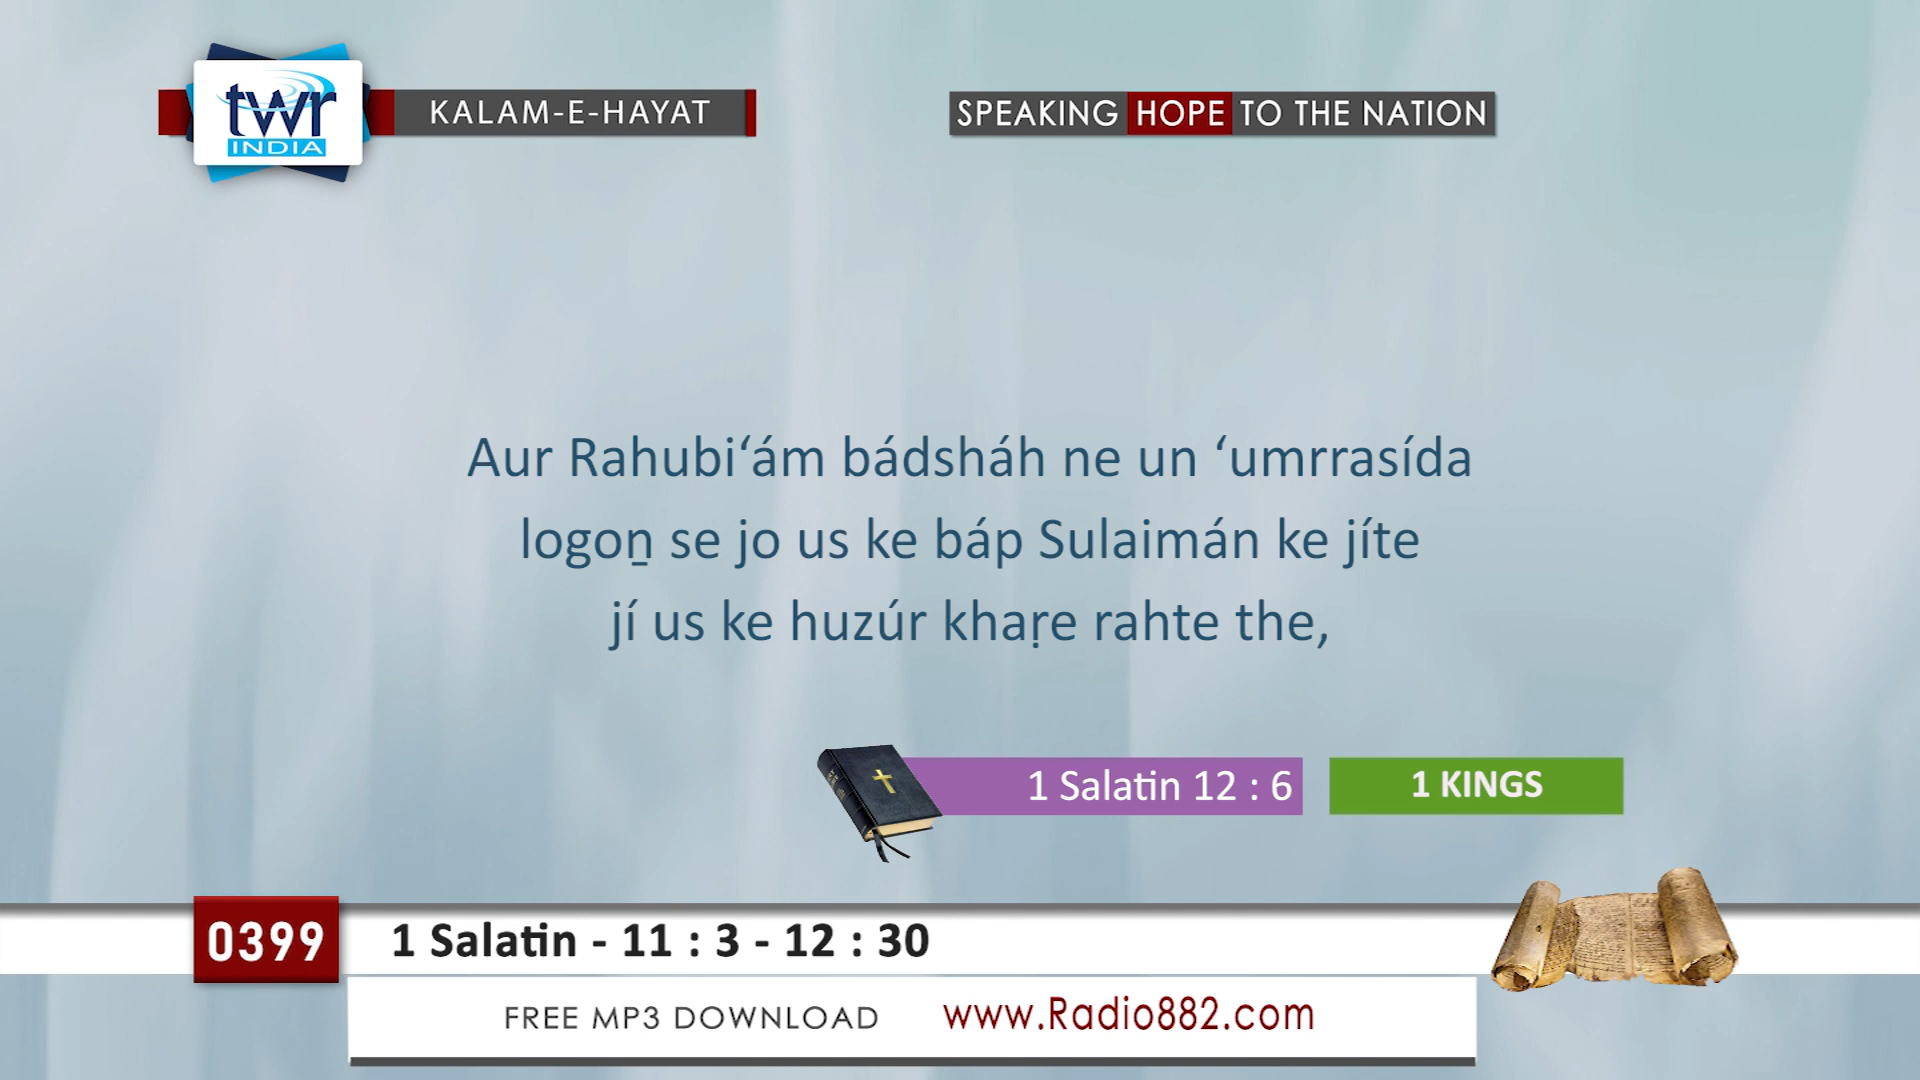 twr
INDIA
KALAM-E-HAYAT
SPEAKING HOPE TO THE NATION
Aur Rahubi‘ám bádsháh ne un ‘umrrasída
logoṉ se jo us ke báp Sulaimán ke jíte
jí us ke huzúr khaṛe rahte the,
1 Salatin 12 : 6
1 KINGS
0399
1 Salatin - 11 : 3 - 12 : 30
FREE MP3 DOWNLOAD www.Radio882.com